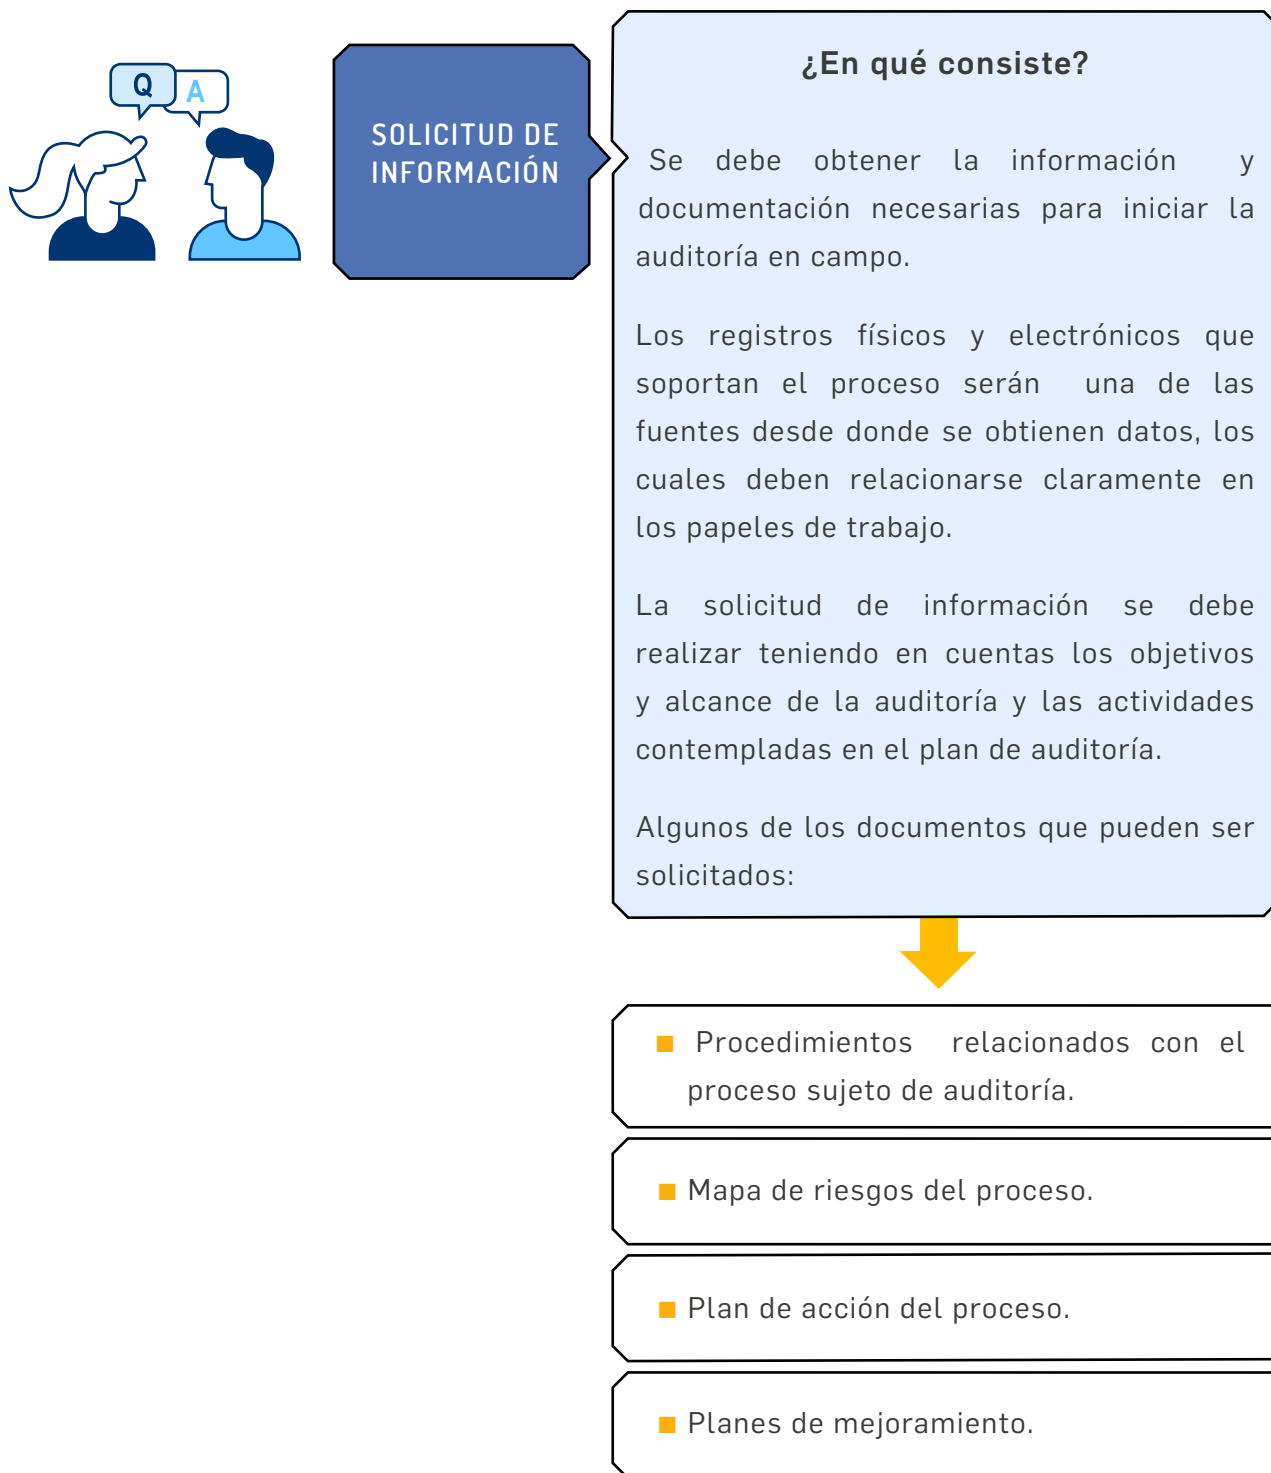 Q
A
SOLICITUD DE
INFORMACIÓN
¿En qué consiste?
Se debe obtener la información y
documentación necesarias para iniciar la
auditoría en campo.
Los registros físicos y electrónicos que
soportan el proceso serán una de las
fuentes desde donde se obtienen datos, los
cuales deben relacionarse claramente en
los papeles de trabajo.
La solicitud de información se debe
realizar teniendo en cuentas los objetivos
y alcance de la auditoría y las actividades
contempladas en el plan de auditoría.
Algunos de los documentos que pueden ser
solicitados:
Procedimientos relacionados con el
proceso sujeto de auditoría.
Mapa de riesgos del proceso.
Plan de acción del proceso.
Planes de mejoramiento.